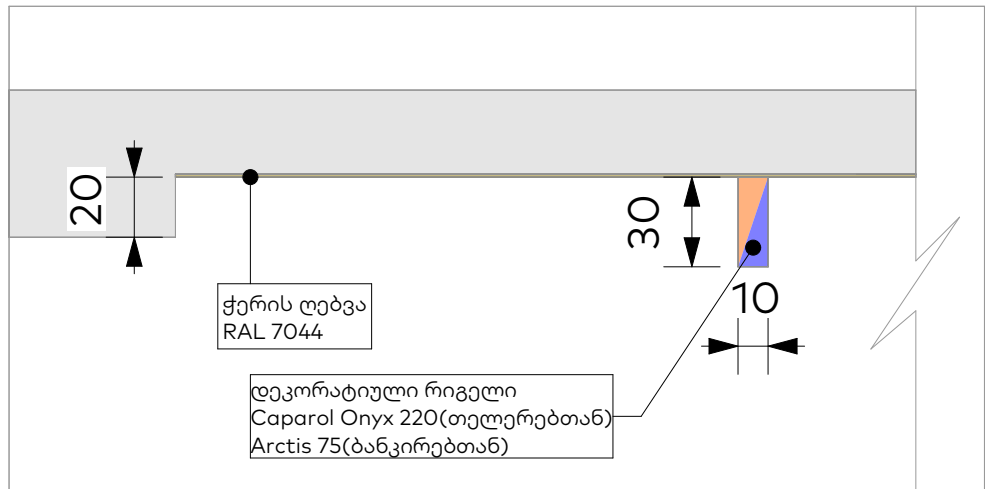 20
30
10
ჭერის ღებვა
RAL 7044
დეკორატიული რიგელი
Caparol Onyx 220(თელერებთან)
Arctis 75(ბანკირებთან)